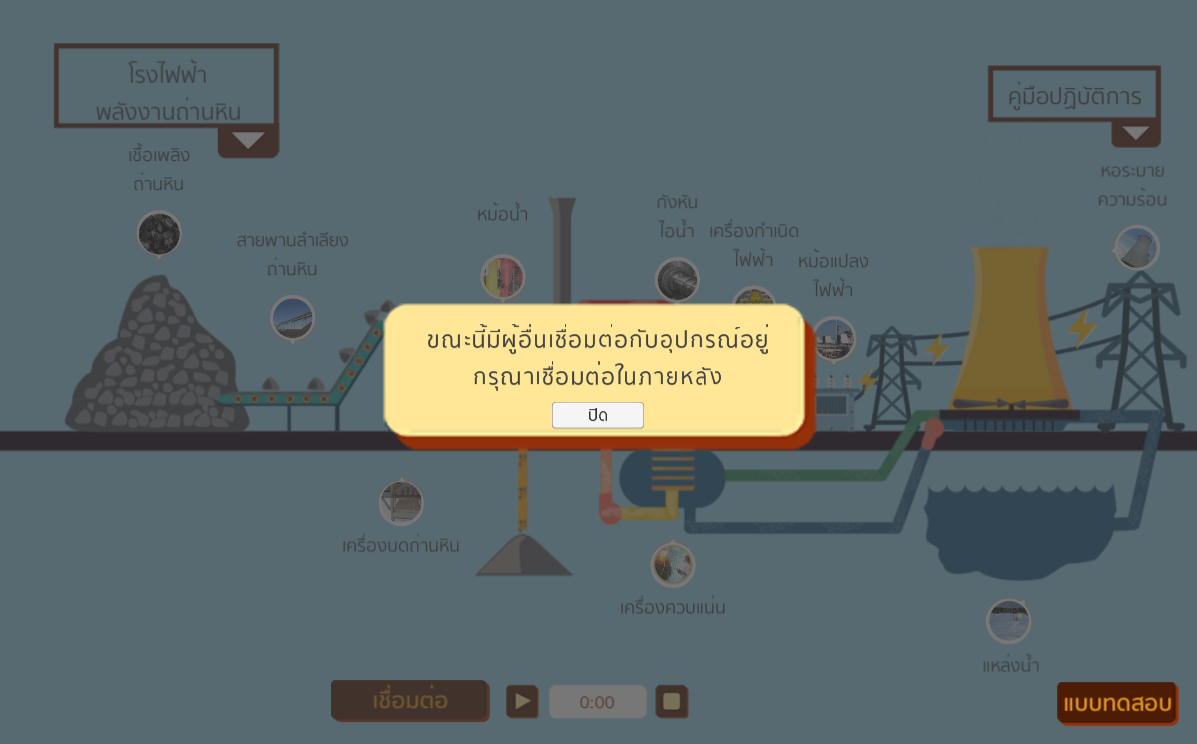 โรงไฟฟ้า
พลังงานถ่านหิน
คู่มือปฏิบัติการ
เชื้อเพลิง
ถ่านหิน
หอระบาย
ความร้อน
หม้อน้ำ
กังหัน
ไอน้ำ
สายพานลำเลียง
ถ่านหิน
เครื่องกำเนิด
ไฟฟ้า
หม้อแปลง
ไฟฟ้า
ขณะนี้มีผู้อื่นเชื่อมต่อกับอุปกรณ์อยู่
กรุณาเชื่อมต่อในภายหลัง
ปิด
เครื่องบดถ่านหิน
เครื่องควบแน่น
แหล่งน้ำ
เชื่อมต่อ
0:00
แบบทดสอบ